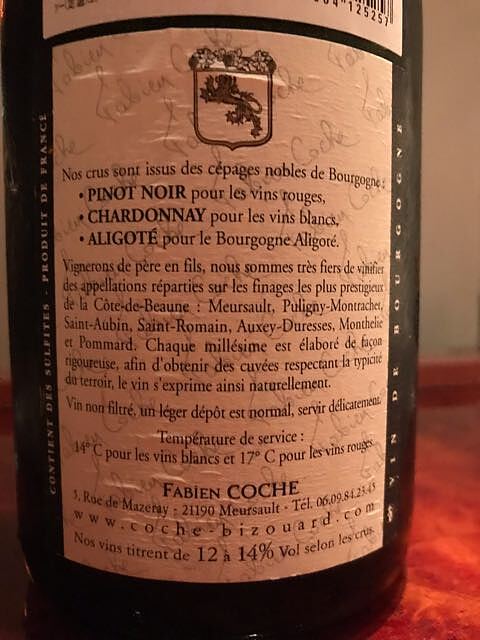 4125257
Nos crus sont issus des cépages nobles de Bourgogne :
• PINOT NOIR pour les vins rouges,
• CHARDONNAY pour les vins blancs,
• ALIGOTÉ pour le Bourgogne Aligoté.
Vignerons de père en fils, nous sommes très fiers de vinifier
des appellations réparties sur les finages les plus prestigieux
de la Côte-de-Beaune : Meursault, Puligny-Montrachet,
Saint-Aubin, Saint-Romain, Auxey-Duresses, Monthelie
et Pommard. Chaque millésime est élaboré de façon
rigoureuse, afin d'obtenir des cuvées respectant la typicité
du terroir, le vin s'exprime ainsi naturellement.
Vin non filtré, un léger dépôt est normal, servir délicatement.
Température de service :
14° C pour les vins blancs et 17° C pour les vins rouges
FABIEN COCHE
5, Rue de Mazeray - 21190 Meursault - Tél. 06.09.84.23.45
www.coche-bizouard.com
Nos vins titrent de 12 à 14% Vol selon les crus.
CONTIENT DES SULFITES - PRODUIT DE FRANCE
VIN DE BOURGOGNE
Fabien Coche